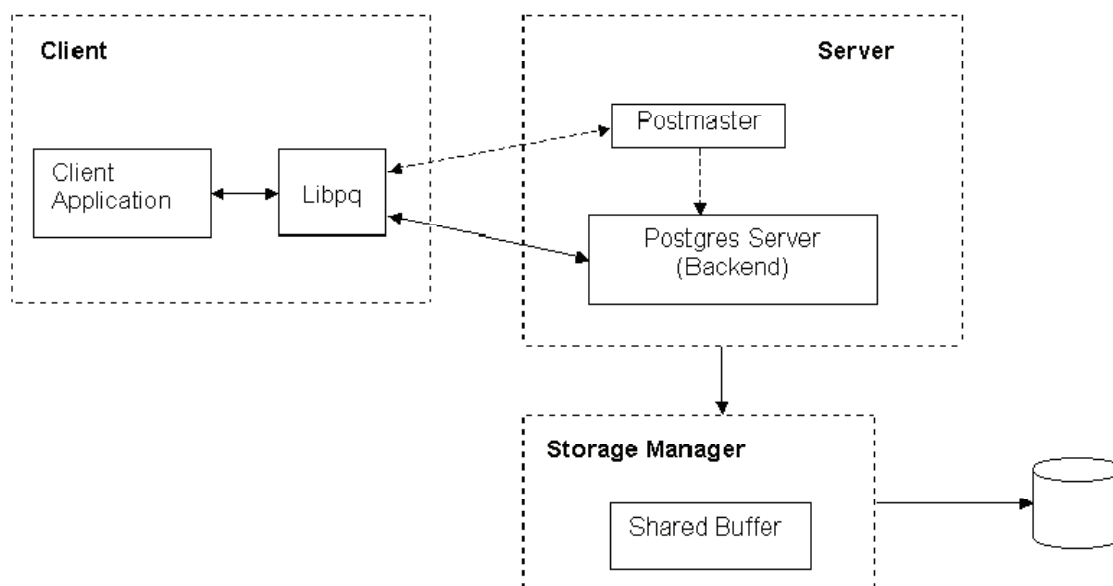 Client
Server
Postmaster
Client
Application
Libpq
Postgres Server
(Backend)
Storage Manager
Shared Buffer